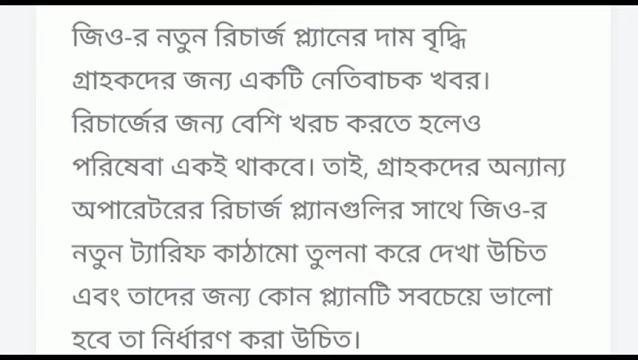 জিও-র নতুন রিচার্জ প্ল্যানের দাম বৃদ্ধি
গ্রাহকদের জন্য একটি নেতিবাচক খবর।
রিচার্জের জন্য বেশি খরচ করতে হলেও
পরিষেবা একই থাকবে। তাই, গ্রাহকদের অন্যান্য
অপারেটরের রিচার্জ প্ল্যানগুলির সাথে জিও-র
নতুন ট্যারিফ কাঠামো তুলনা করে দেখা উচিত
এবং তাদের জন্য কোন প্ল্যানটি সবচেয়ে ভালো
হবে তা নির্ধারণ করা উচিত।